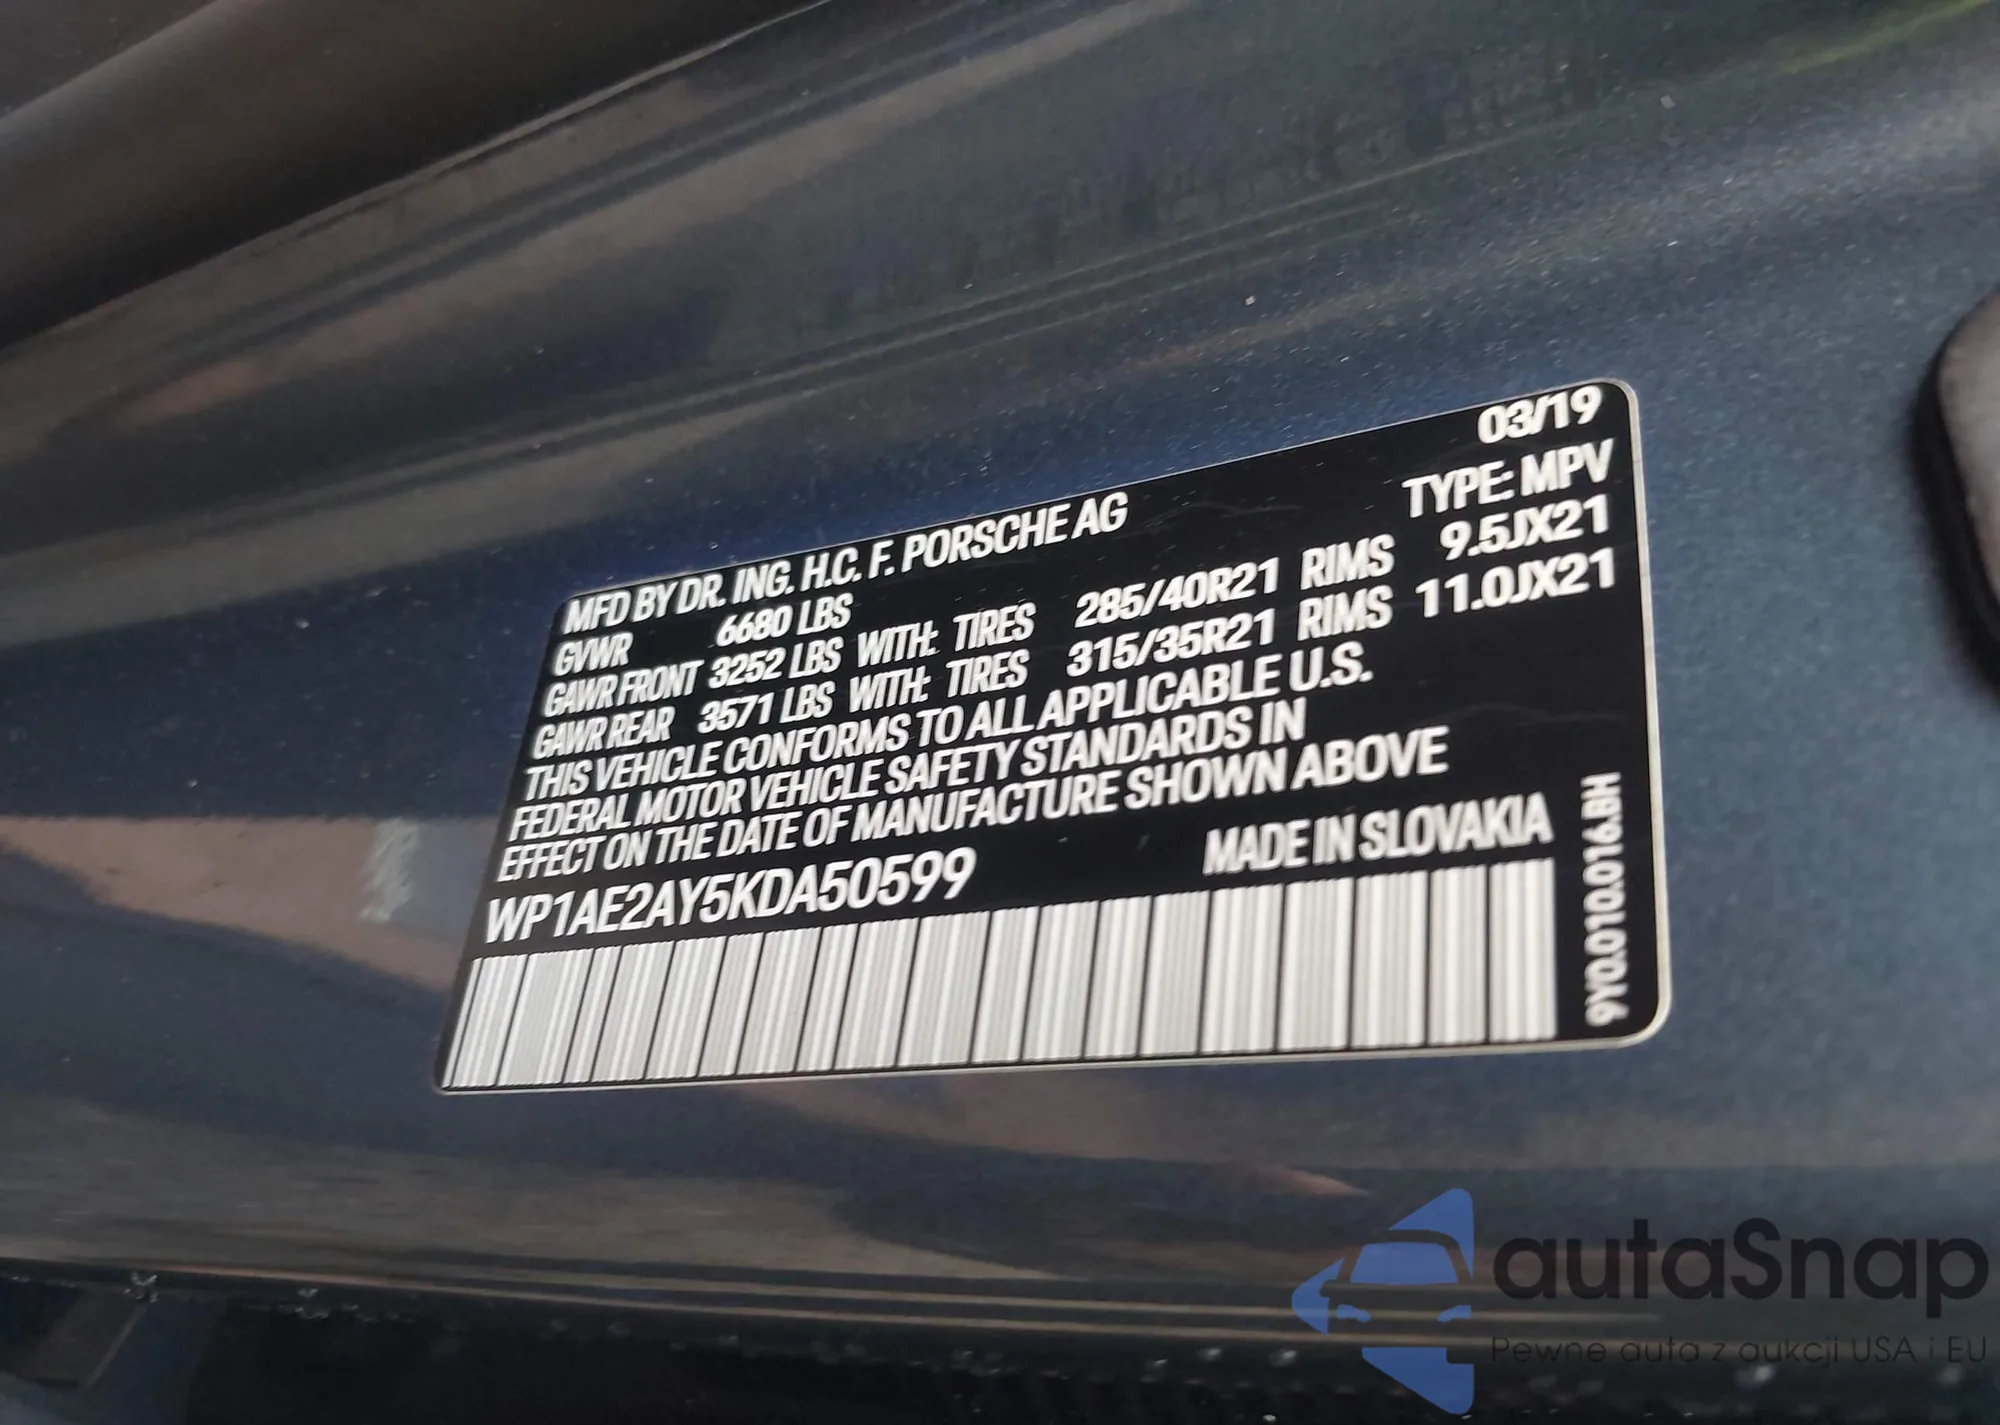 03/19
MFD BY DR. ING. H.C. F. PORSCHE AG TYPE: MPV
GVWR 6680 LBS
GAWR FRONT 3252 LBS WITH: TIRES 285/40R21 RIMS 9.5JX21
GAWR REAR 3571 LBS WITH: TIRES 315/35R21 RIMS 11.0JX21
THIS VEHICLE CONFORMS TO ALL APPLICABLE U.S.
FEDERAL MOTOR VEHICLE SAFETY STANDARDS IN
EFFECT ON THE DATE OF MANUFACTURE SHOWN ABOVE
WP1AE2AY5KDA50599 MADE IN SLOVAKIA
9Y0.010.016.BH
autaSnap
Pewne auta z aukcji USA i EU